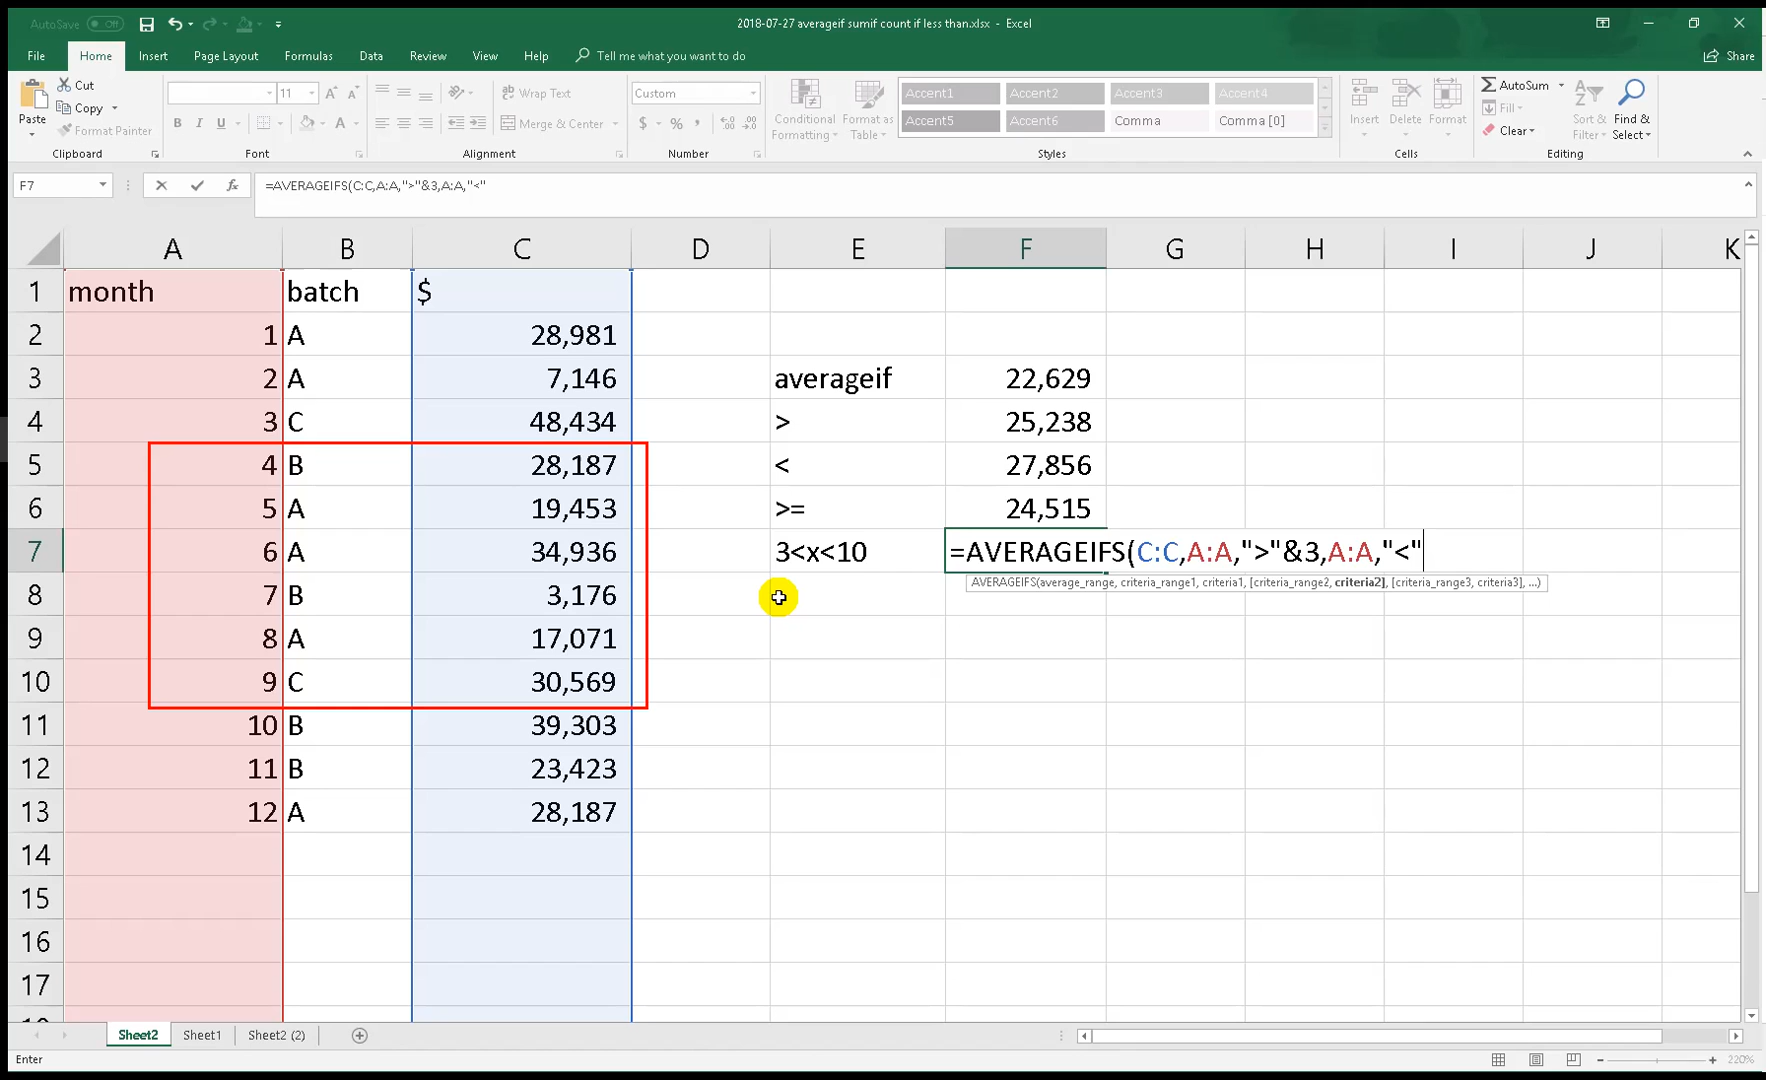 AutoSave Off
2018-07-27 averageif sumif count if less than.xlsx - Excel
File Home Insert Page Layout Formulas Data Review View Help Tell me what you want to do Share
Paste
Cut
Copy
Format Painter
Clipboard
11
A A
B I U A
Font
Wrap Text
Merge & Center
Alignment
Custom
$ % ,
Number
Conditional Formatting
Format as Table
Accent1 Accent2 Accent3 Accent4
Accent5 Accent6 Comma Comma [0]
Styles
Insert Delete Format
Cells
AutoSum
Fill
Clear
Sort & Filter
Find & Select
Editing
F7 fx =AVERAGEIFS(C:C,A:A,">"&3,A:A,"<"
A B C D E F G H I J K
1 month batch $
2 1 A 28,981
3 2 A 7,146 averageif 22,629
4 3 C 48,434 > 25,238
5 4 B 28,187 < 27,856
6 5 A 19,453 >= 24,515
7 6 A 34,936 3<x<10 =AVERAGEIFS(C:C,A:A,">"&3,A:A,"<"
AVERAGEIFS(average_range, criteria_range1, criteria1, [criteria_range2, criteria2], [criteria_range3, criteria3], ...)
8 7 B 3,176
9 8 A 17,071
10 9 C 30,569
11 10 B 39,303
12 11 B 23,423
13 12 A 28,187
14
15
16
17
Sheet2 Sheet1 Sheet2 (2)
Enter 220%